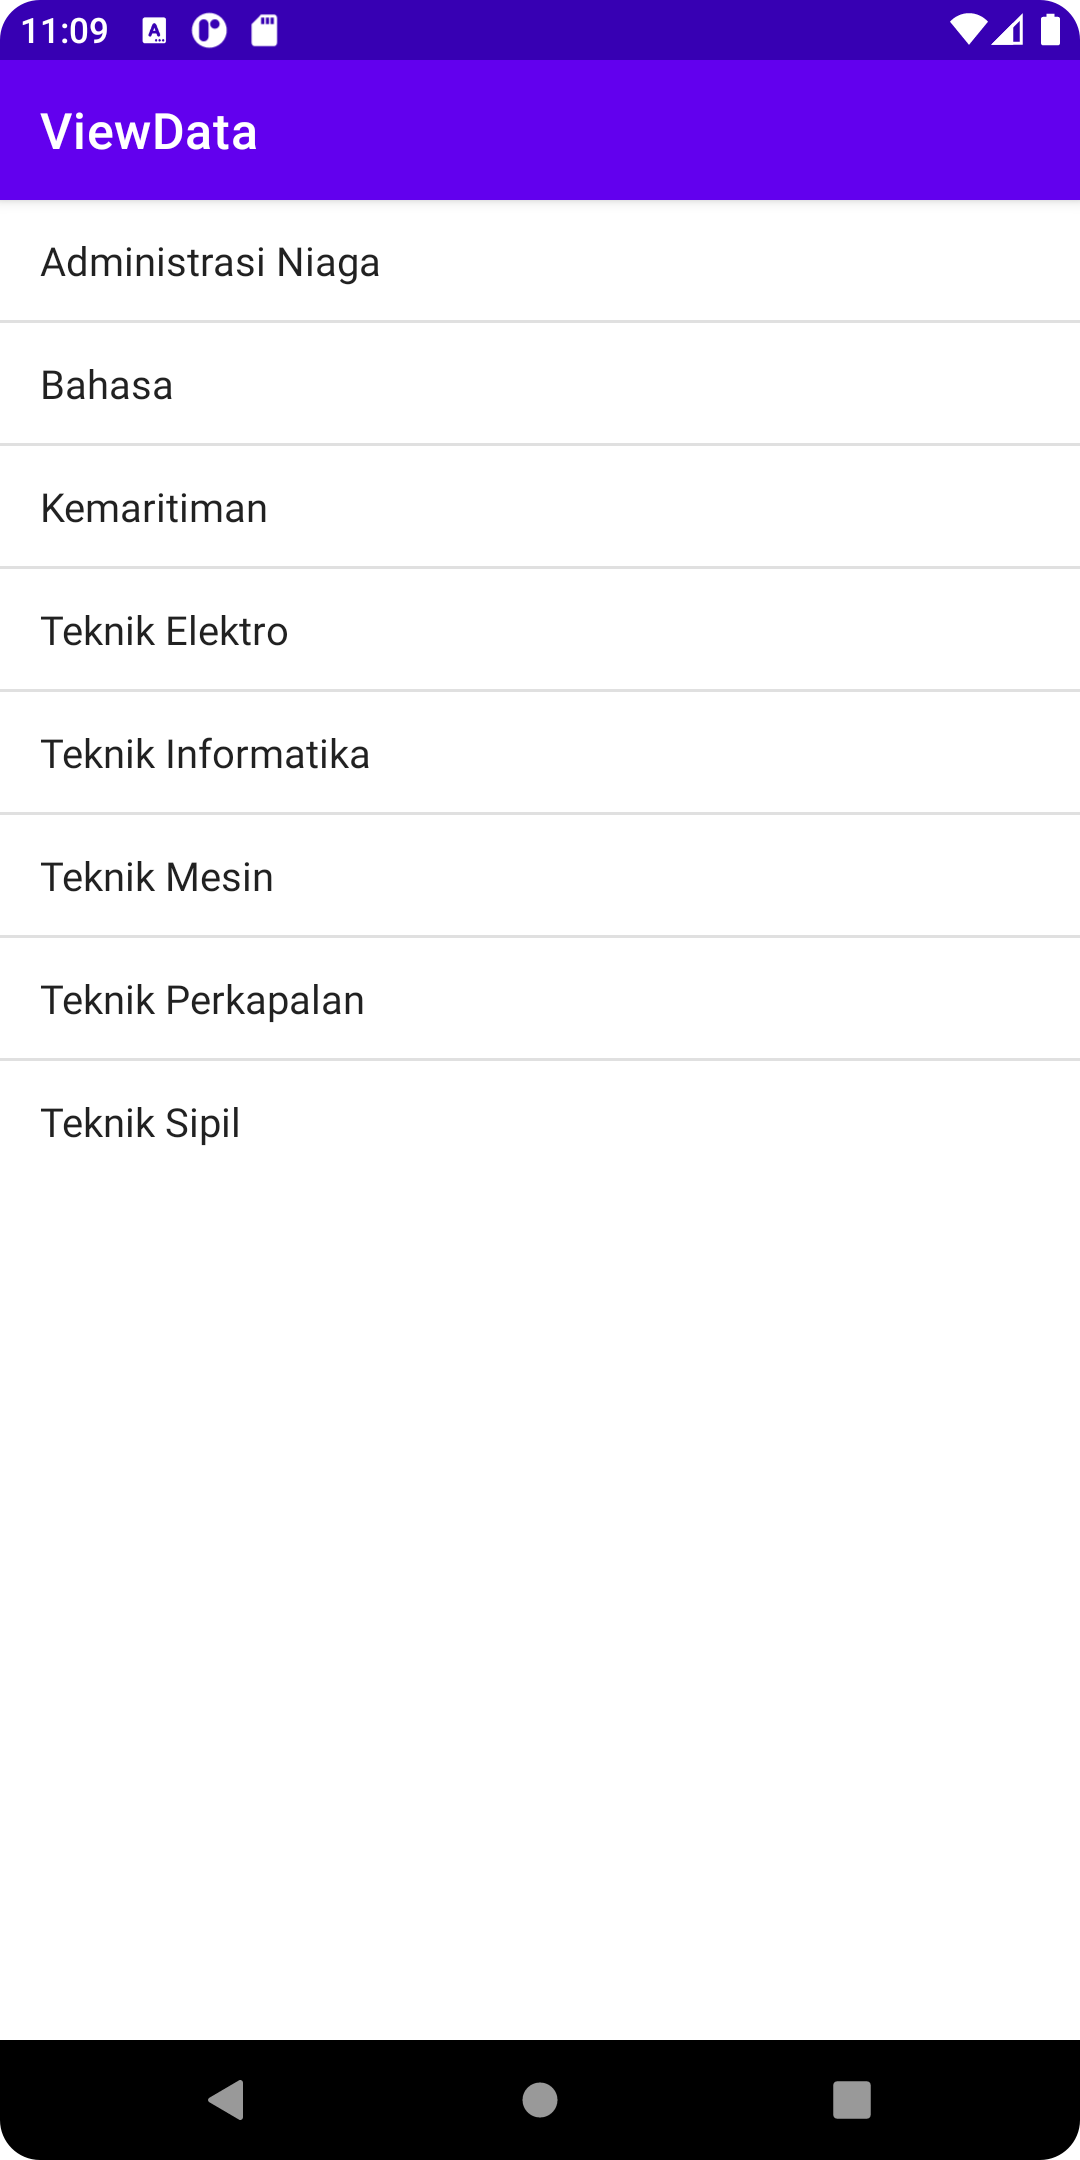 11:09
ViewData
Administrasi Niaga
Bahasa
Kemaritiman
Teknik Elektro
Teknik Informatika
Teknik Mesin
Teknik Perkapalan
Teknik Sipil